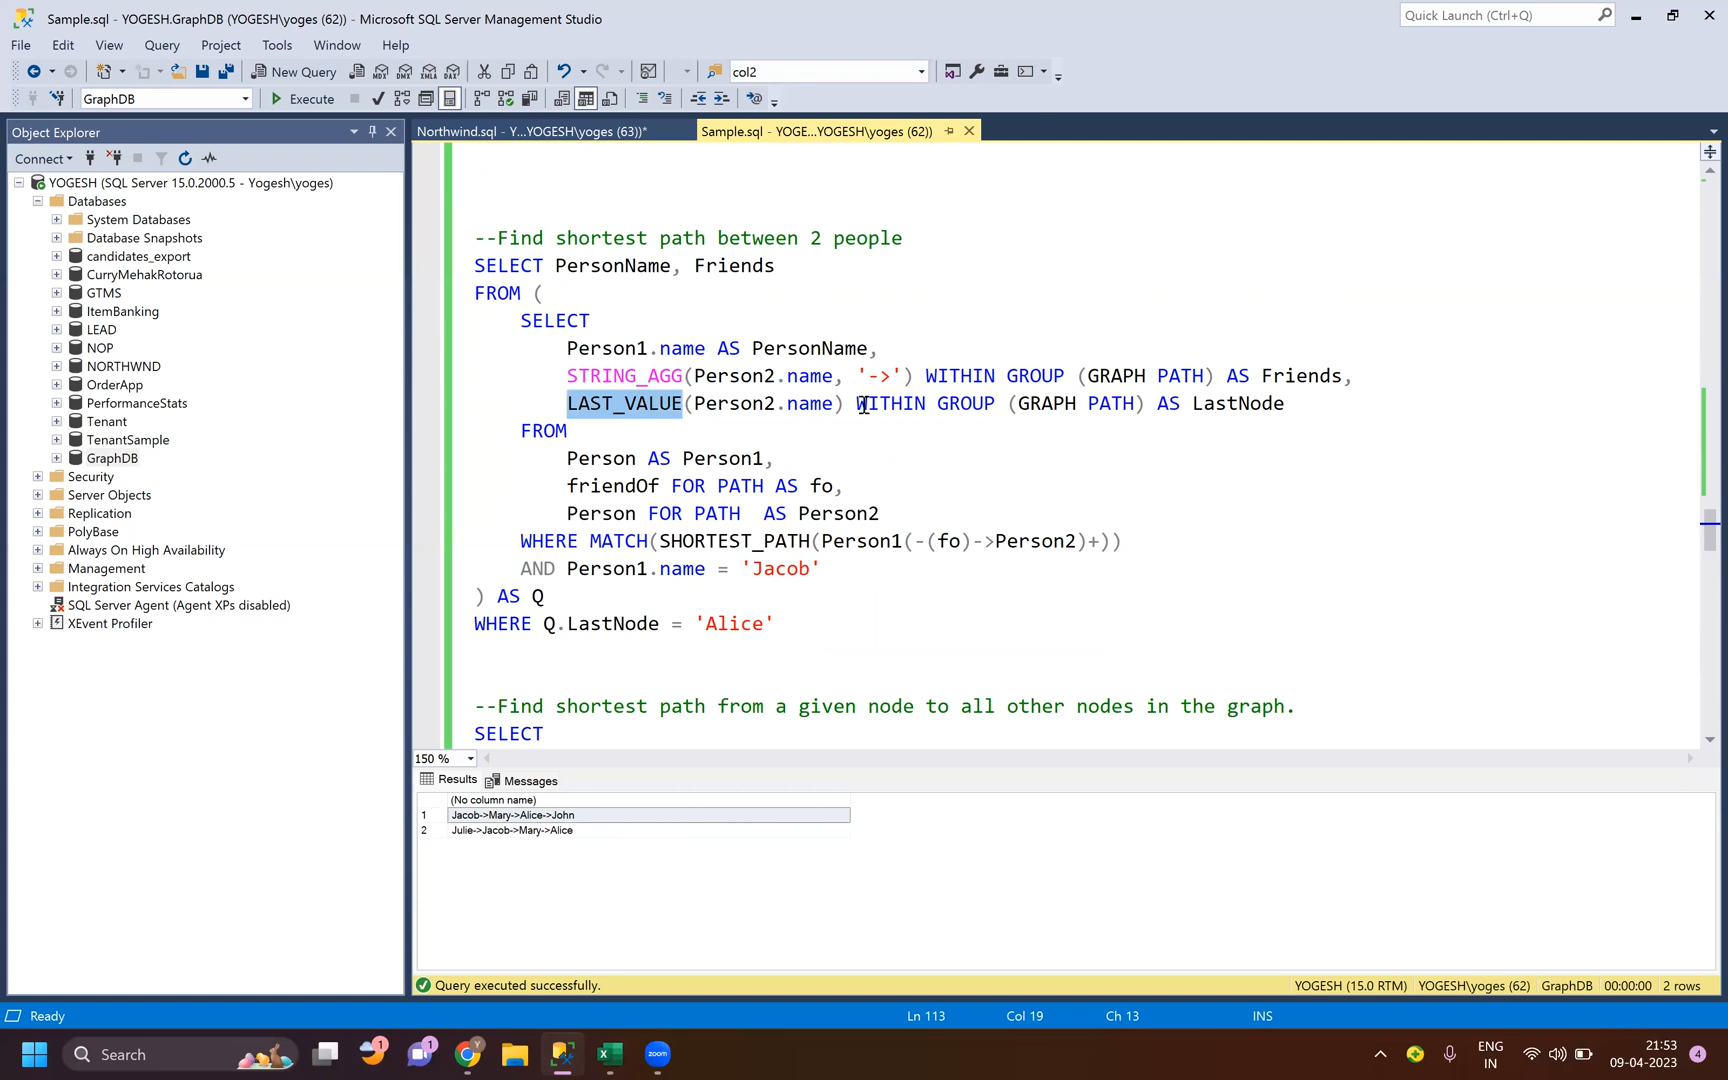 Sample.sql - YOGESH.GraphDB (YOGESH\yoges (62)) - Microsoft SQL Server Management Studio
Quick Launch (Ctrl+Q)
File Edit View Query Project Tools Window Help
New Query
MDX DMX XMLA DAX
col2
GraphDB
Execute
Object Explorer
Northwind.sql - Y...YOGESH\yoges (63))*
Sample.sql - YOGE...YOGESH\yoges (62))
Connect
YOGESH (SQL Server 15.0.2000.5 - Yogesh\yoges)
Databases
System Databases
Database Snapshots
candidates_export
CurryMehakRotorua
GTMS
ItemBanking
LEAD
NOP
NORTHWND
OrderApp
PerformanceStats
Tenant
TenantSample
GraphDB
Security
Server Objects
Replication
PolyBase
Always On High Availability
Management
Integration Services Catalogs
SQL Server Agent (Agent XPs disabled)
XEvent Profiler
--Find shortest path between 2 people
SELECT PersonName, Friends
FROM (
SELECT
Person1.name AS PersonName,
STRING_AGG(Person2.name, '->') WITHIN GROUP (GRAPH PATH) AS Friends,
LAST_VALUE(Person2.name) WITHIN GROUP (GRAPH PATH) AS LastNode
FROM
Person AS Person1,
friendOf FOR PATH AS fo,
Person FOR PATH  AS Person2
WHERE MATCH(SHORTEST_PATH(Person1(-(fo)->Person2)+))
AND Person1.name = 'Jacob'
) AS Q
WHERE Q.LastNode = 'Alice'
--Find shortest path from a given node to all other nodes in the graph.
SELECT
150 %
Results Messages
(No column name)
1 Jacob->Mary->Alice->John
2 Julie->Jacob->Mary->Alice
Query executed successfully.
YOGESH (15.0 RTM) YOGESH\yoges (62) GraphDB 00:00:00 2 rows
Ready
Ln 113 Col 19 Ch 13 INS
Search
1
1
Y
zoom
ENG
IN
21:53
09-04-2023
4